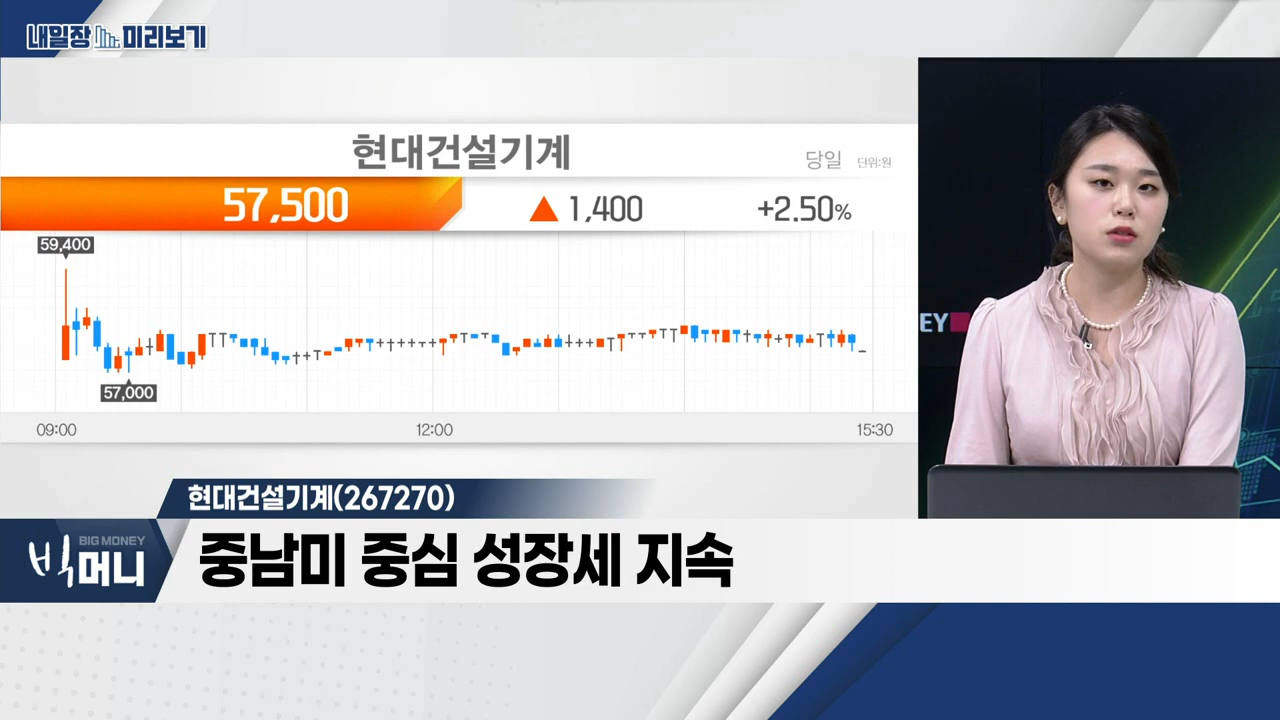 내일장 미리보기
현대건설기계
당일 단위:원
57,500 ▲ 1,400 +2.50%
59,400
57,000
09:00 12:00 15:30
EY
현대건설기계(267270)
BIG MONEY
빅머니
중남미 중심 성장세 지속